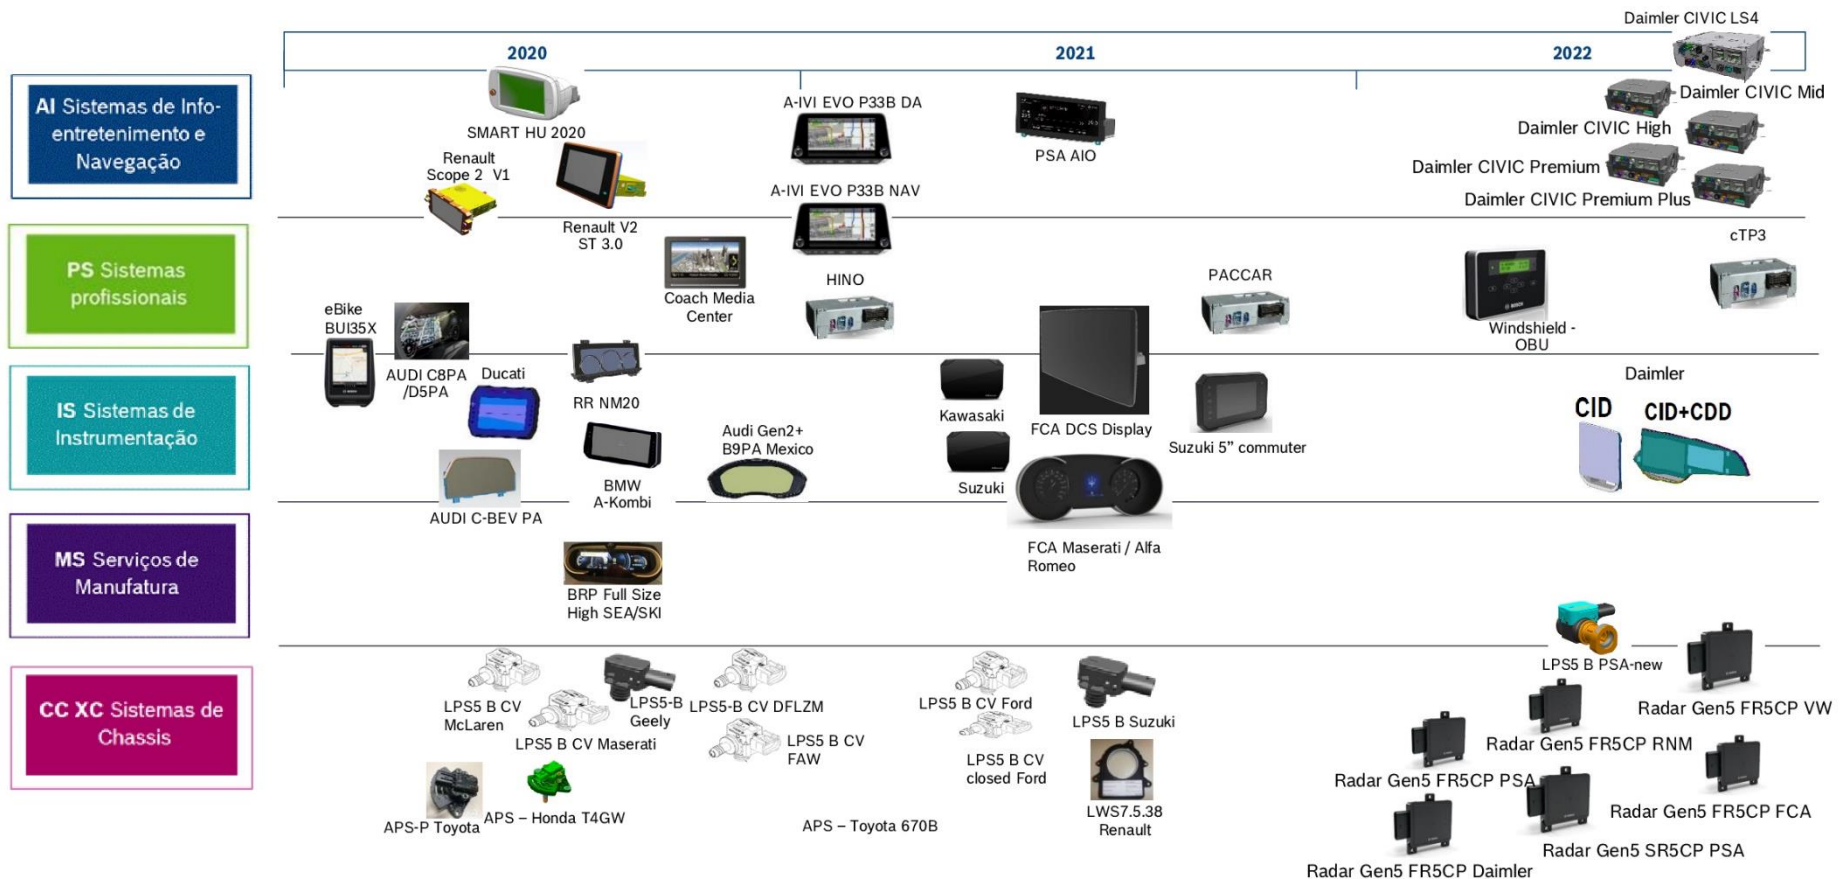 Daimler CIVIC LS4
2020
2021
2022
AI Sistemas de Info-
entretenimento e
Navegação
SMART HU 2020
Renault
Scope 2 V1
Renault V2
ST 3.0
A-IVI EVO P33B DA
A-IVI EVO P33B NAV
PSA AIO
Daimler CIVIC Mid
Daimler CIVIC High
Daimler CIVIC Premium
Daimler CIVIC Premium Plus
PS Sistemas
profissionais
eBike
BUI35X
AUDI C8PA
/D5PA
Coach Media
Center
HINO
PACCAR
Windshield -
OBU
cTP3
IS Sistemas de
Instrumentação
Ducati
RR NM20
AUDI C-BEV PA
BMW
A-Kombi
Audi Gen2+
B9PA Mexico
Kawasaki
Suzuki
FCA DCS Display
Suzuki 5” commuter
FCA Maserati / Alfa
Romeo
Daimler
CID
CID+CDD
MS Serviços de
Manufatura
BRP Full Size
High SEA/SKI
CC XC Sistemas de
Chassis
LPS5 B CV
McLaren
LPS5-B
Geely
LPS5 B CV Maserati
LPS5-B CV DFLZM
LPS5 B CV
FAW
LPS5 B CV Ford
LPS5 B CV
closed Ford
LPS5 B Suzuki
LPS5 B PSA-new
APS-P Toyota
APS – Honda T4GW
APS – Toyota 670B
LWS7.5.38
Renault
Radar Gen5 FR5CP VW
Radar Gen5 FR5CP RNM
Radar Gen5 FR5CP PSA
Radar Gen5 FR5CP FCA
Radar Gen5 SR5CP PSA
Radar Gen5 FR5CP Daimler